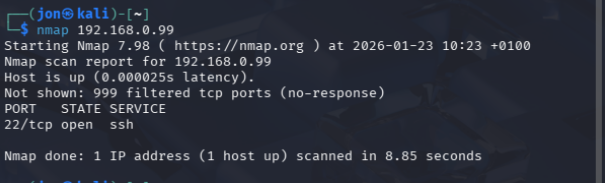 (jon㉿kali)-[~]
$ nmap 192.168.0.99
Starting Nmap 7.98 ( https://nmap.org ) at 2026-01-23 10:23 +0100
Nmap scan report for 192.168.0.99
Host is up (0.000025s latency).
Not shown: 999 filtered tcp ports (no-response)
PORT   STATE SERVICE
22/tcp open  ssh
Nmap done: 1 IP address (1 host up) scanned in 8.85 seconds